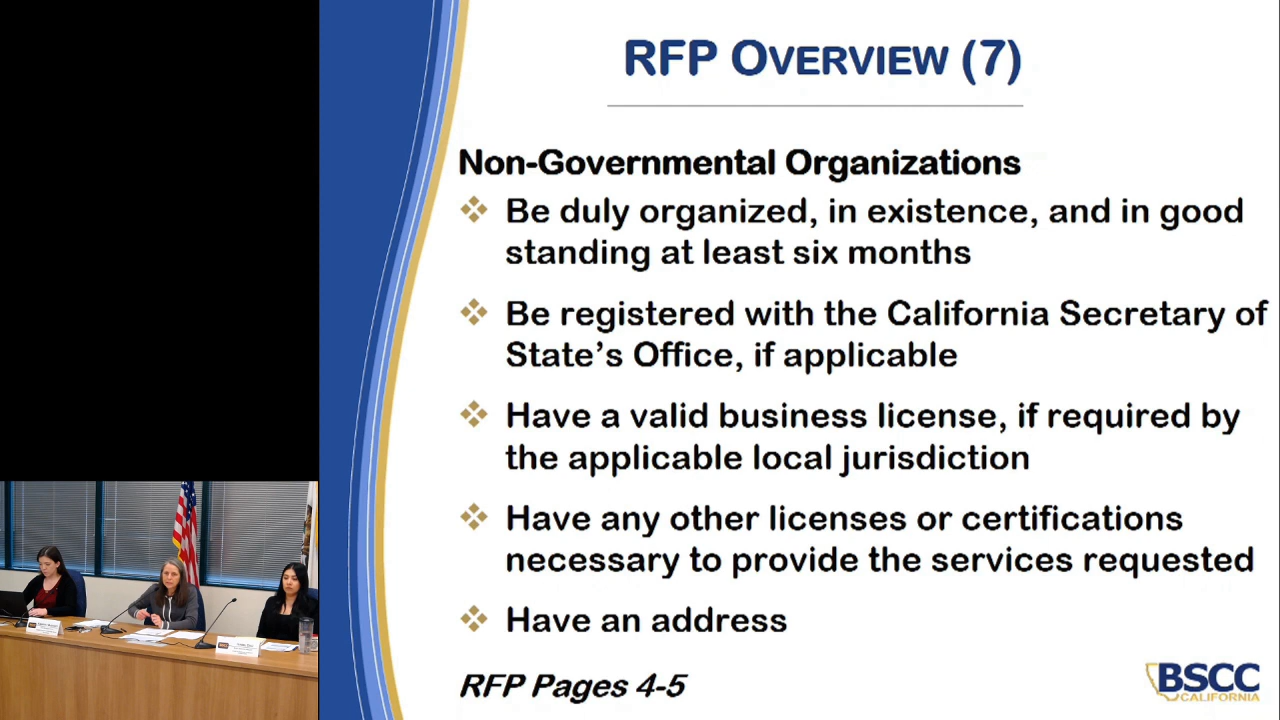 RFP OVERVIEW (7)
Non-Governmental Organizations
Be duly organized, in existence, and in good
standing at least six months
Be registered with the California Secretary of
State's Office, if applicable
Have a valid business license, if required by
the applicable local jurisdiction
Have any other licenses or certifications
necessary to provide the services requested
Have an address
RFP Pages 4-5
BSCC
CALIFORNIA